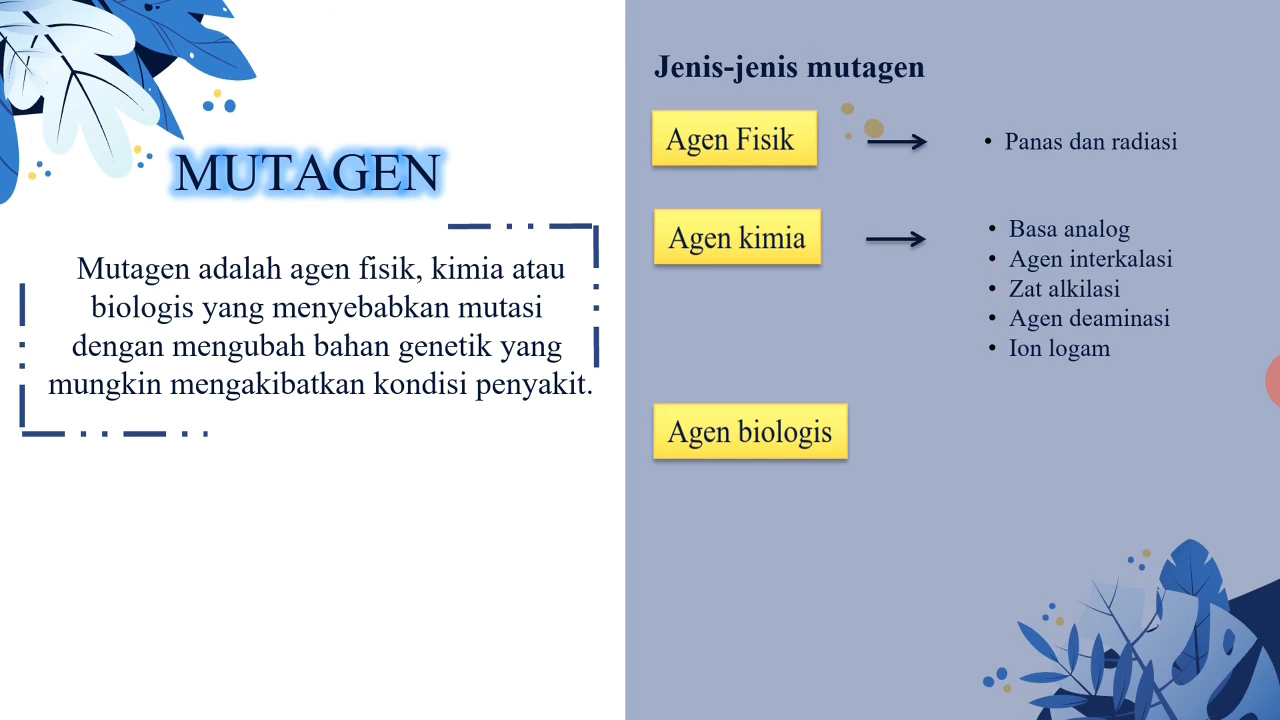 MUTAGEN
Mutagen adalah agen fisik, kimia atau
biologis yang menyebabkan mutasi
dengan mengubah bahan genetik yang
mungkin mengakibatkan kondisi penyakit.
Jenis-jenis mutagen
Agen Fisik
• Panas dan radiasi
Agen kimia
• Basa analog
• Agen interkalasi
• Zat alkilasi
• Agen deaminasi
• Ion logam
Agen biologis